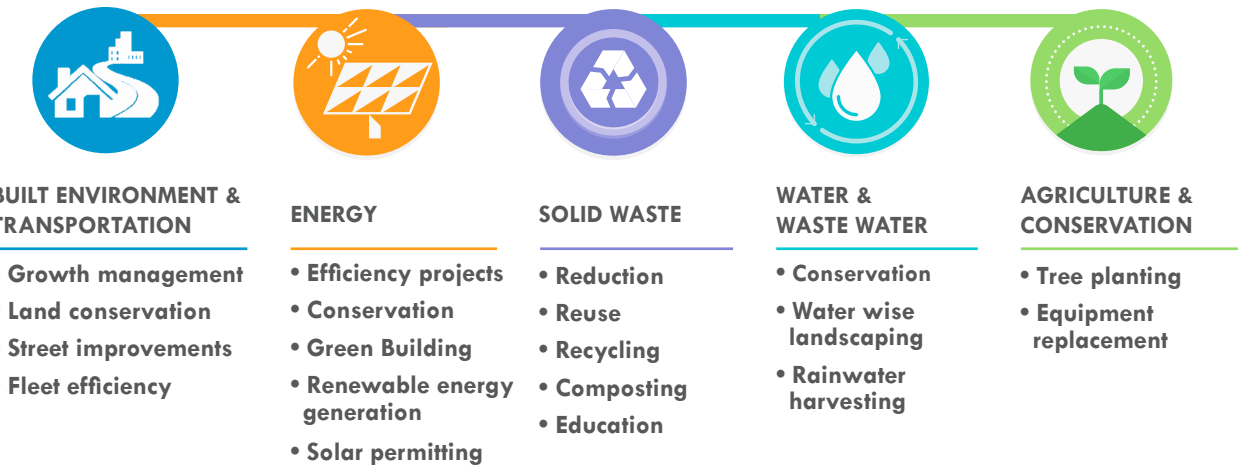 BUILT ENVIRONMENT &
TRANSPORTATION
Growth management
Land conservation
Street improvements
Fleet efficiency
ENERGY
• Efficiency projects
• Conservation
• Green Building
• Renewable energy
generation
• Solar permitting
SOLID WASTE
• Reduction
• Reuse
• Recycling
• Composting
• Education
WATER &
WASTE WATER
• Conservation
• Water wise
landscaping
• Rainwater
harvesting
AGRICULTURE &
CONSERVATION
• Tree planting
• Equipment
replacement